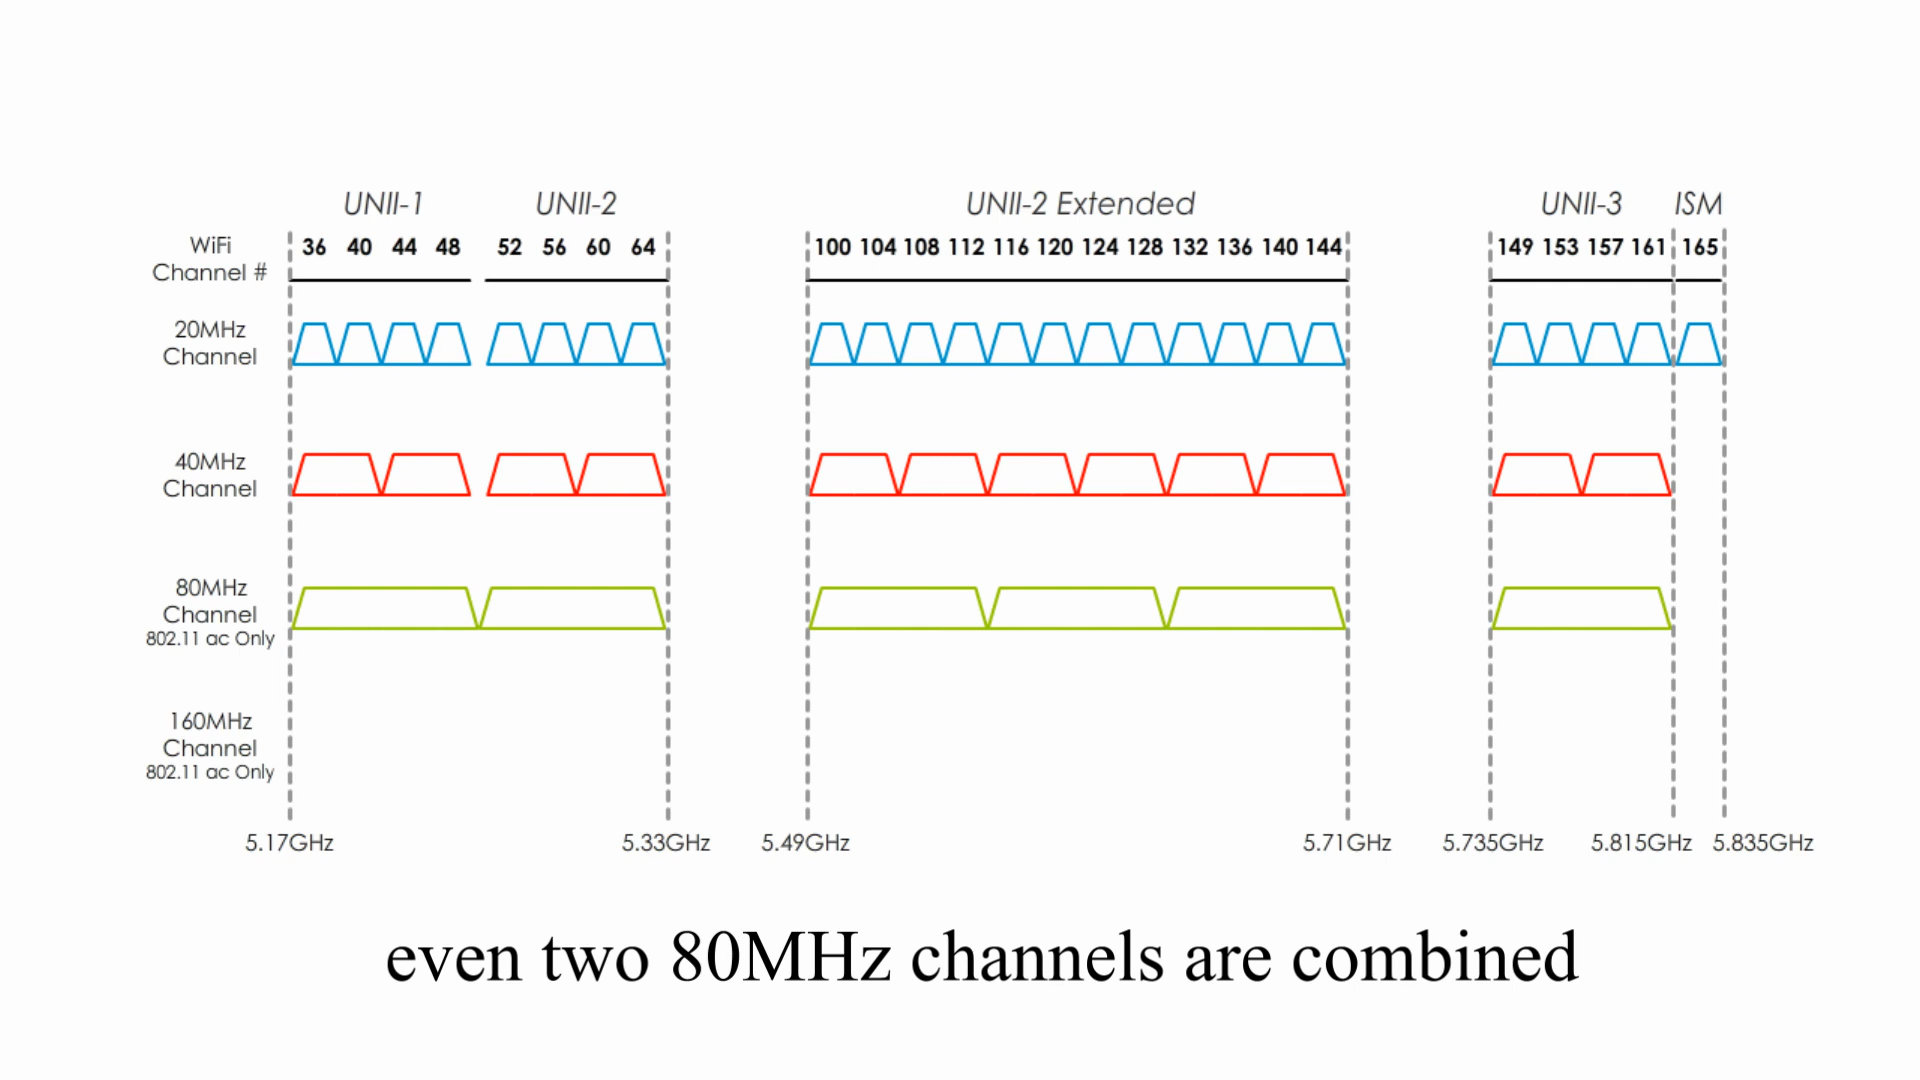 UNII-1 UNII-2 UNII-2 Extended UNII-3 ISM
WiFi
Channel #
36 40 44 48 52 56 60 64 100 104 108 112 116 120 124 128 132 136 140 144 149 153 157 161 165
20MHz
Channel
40MHz
Channel
80MHz
Channel
802.11 ac Only
160MHz
Channel
802.11 ac Only
5.17GHz 5.33GHz 5.49GHz 5.71GHz 5.735GHz 5.815GHz 5.835GHz
even two 80MHz channels are combined